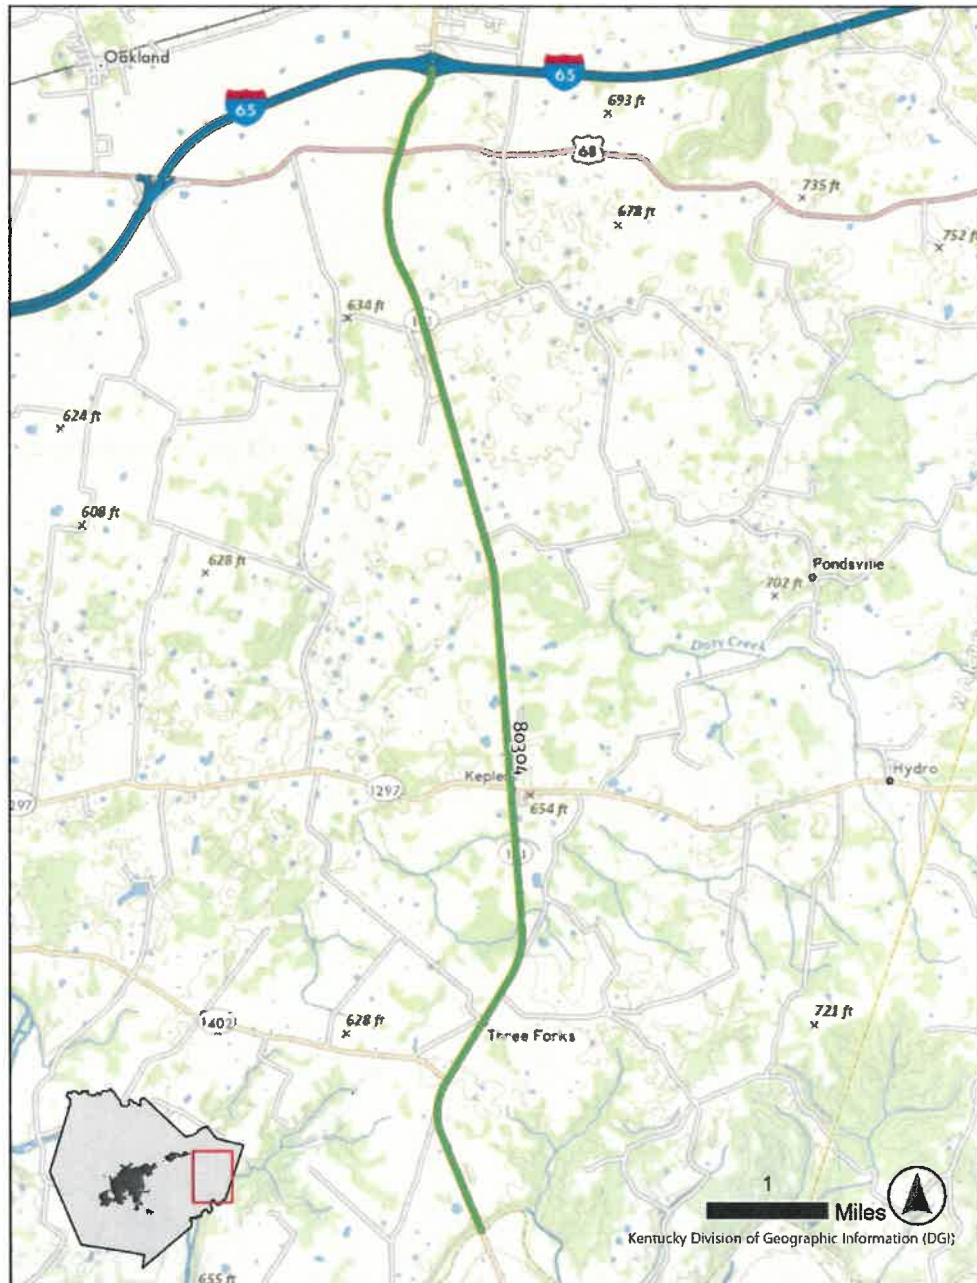 Oakland
65
65
693 ft
68
735 ft
678 ft
752 ft
634 ft
624 ft
608 ft
628 ft
Pondsville
702 ft
Doty Creek
80304
Hydro
1297
297
654 ft
1402
628 ft
721 ft
Three Forks
1
Miles
Kentucky Division of Geographic Information (DGI)
655 ft